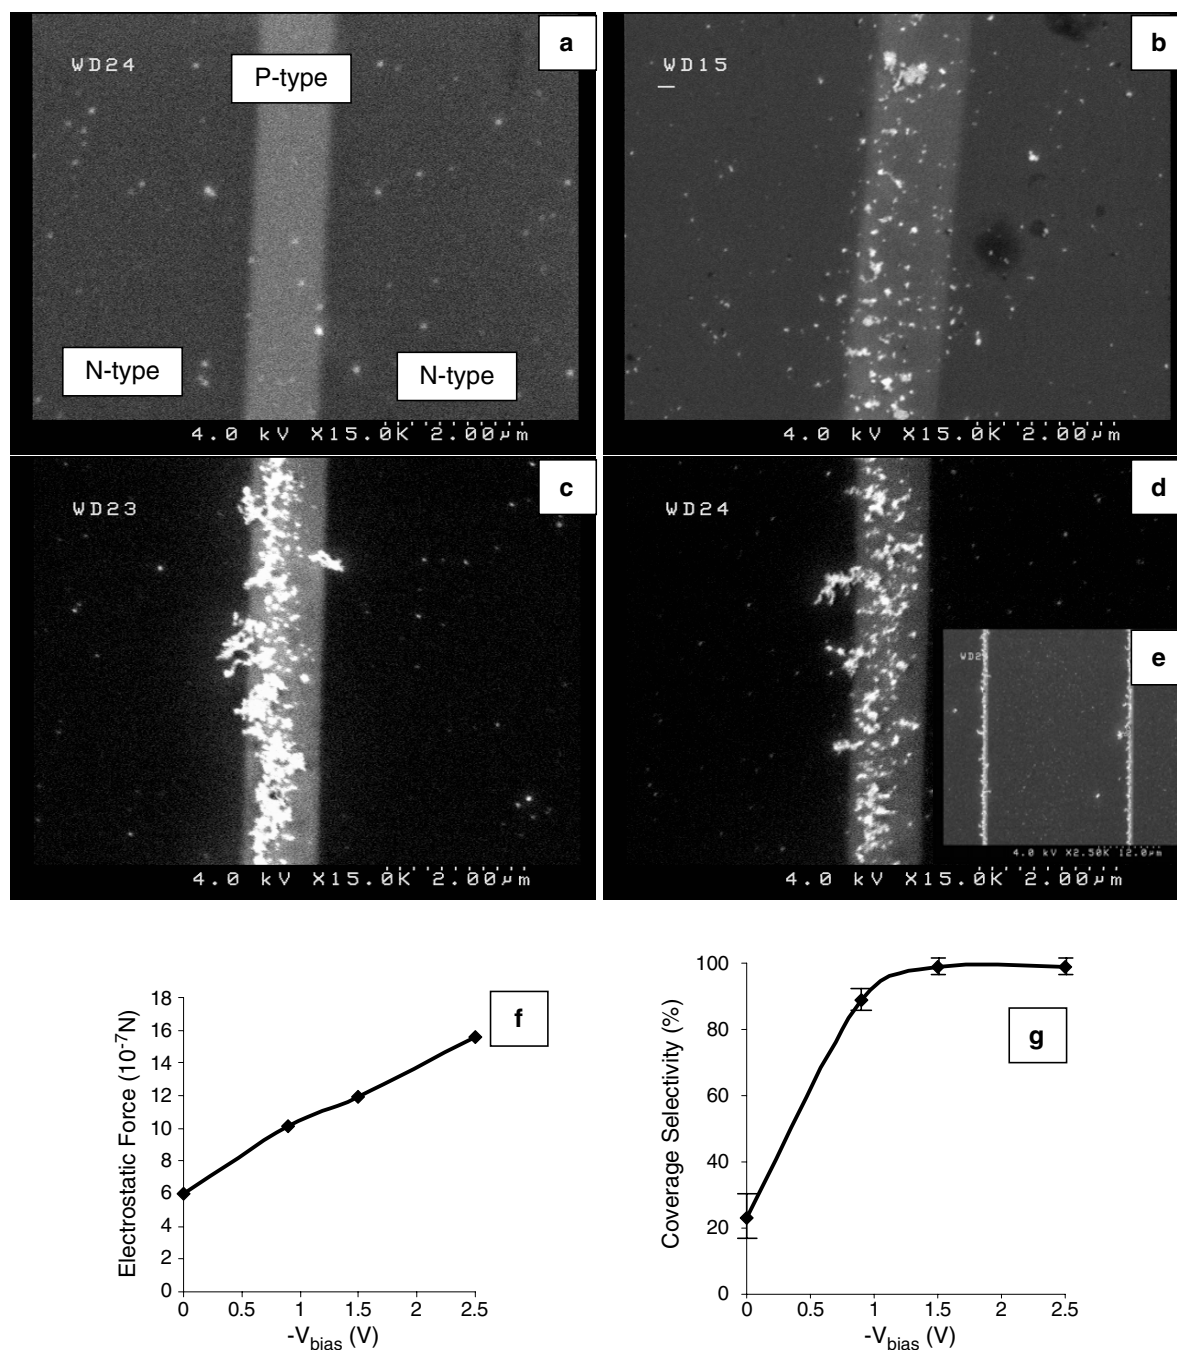 a
WD24
P-type
N-type
N-type
4.0 kV X15.0K 2.00µm
b
WD15
4.0 kV X15.0K 2.00µm
c
WD23
4.0 kV X15.0K 2.00µm
d
WD24
4.0 kV X15.0K 2.00µm
e
4.0 kV X2.50K 12.0µm
f
Electrostatic Force (10⁻⁷N)
18
16
14
12
10
8
6
4
2
0
0 0.5 1 1.5 2 2.5
-V_bias (V)
g
Coverage Selectivity (%)
100
80
60
40
20
0
0 0.5 1 1.5 2 2.5
-V_bias (V)